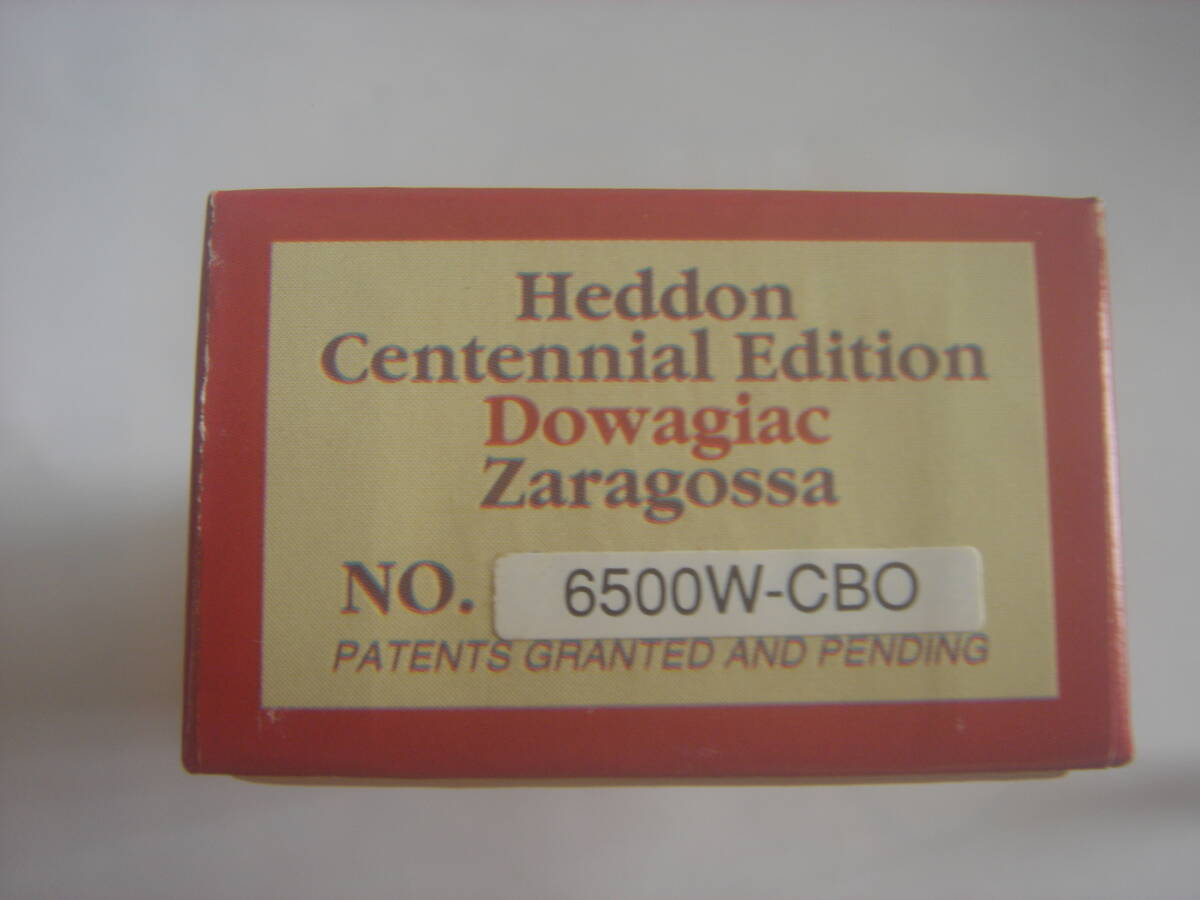 Heddon
Centennial Edition
Dowagiac
Zaragossa
NO. 6500W-CBO
PATENTS GRANTED AND PENDING